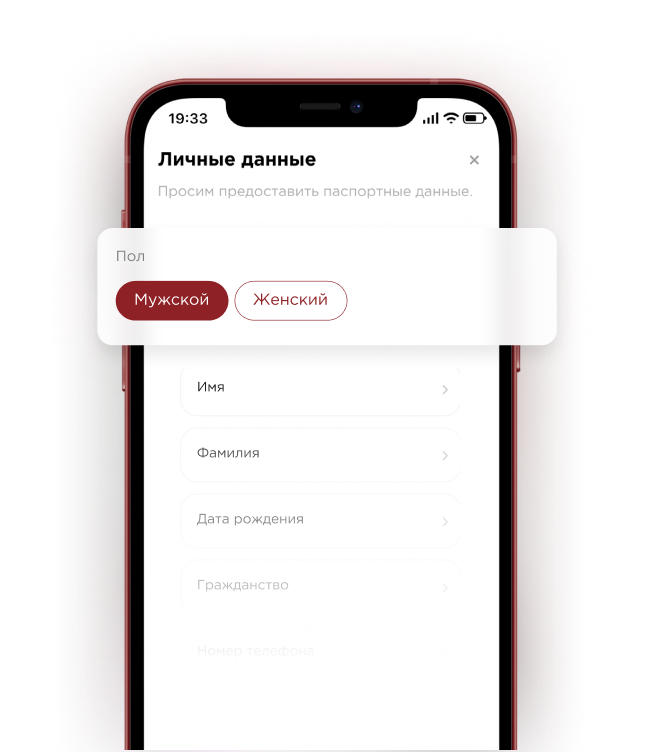 19:33
Личные данные
Просим предоставить паспортные данные.
Пол
Мужской Женский
Имя
Фамилия
Дата рождения
Гражданство
Номер телефона